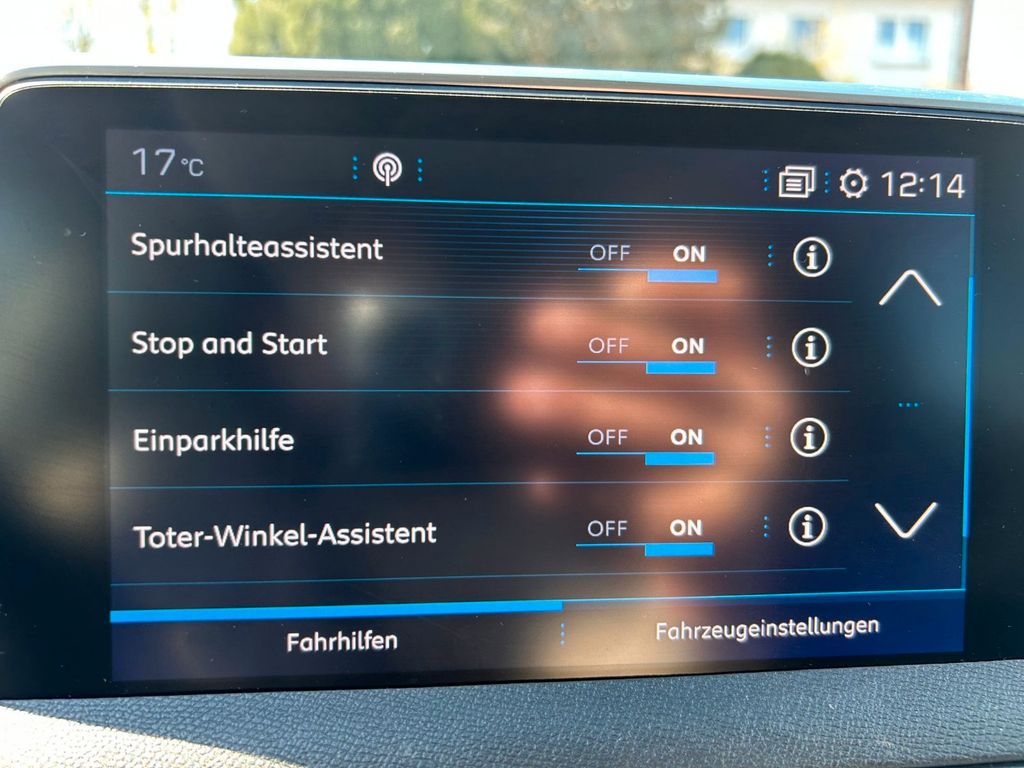 17°C 12:14
Spurhalteassistent OFF ON i
Stop and Start OFF ON i
Einparkhilfe OFF ON i
Toter-Winkel-Assistent OFF ON i
Fahrhilfen Fahrzeugeinstellungen